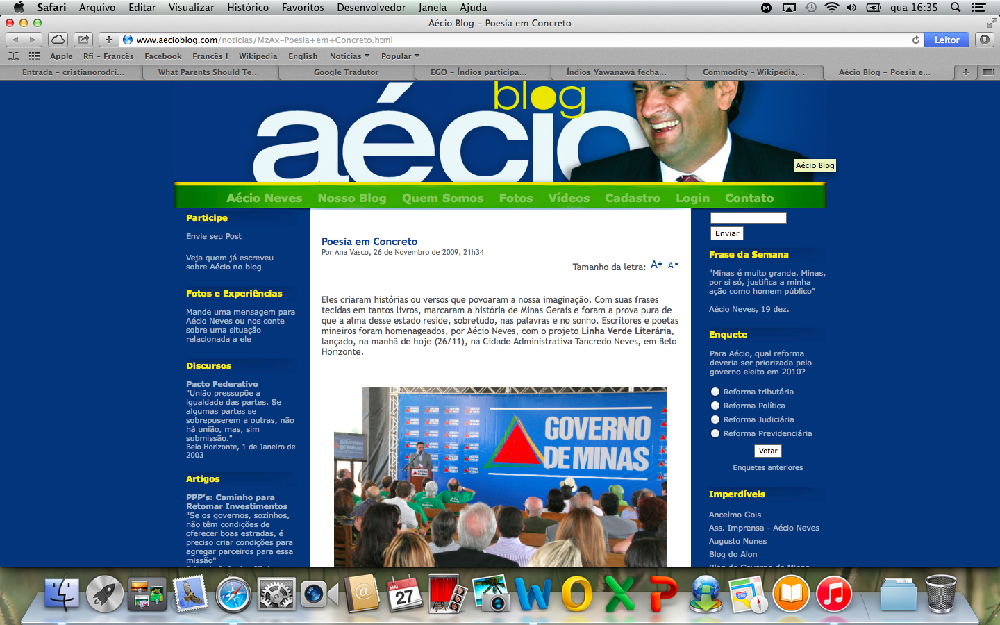 Safari Arquivo Editar Visualizar Histórico Favoritos Desenvolvedor Janela Ajuda qua 16:35
Aécio Blog – Poesia em Concreto
www.aecioblog.com/noticias/MzAx-Poesia+em+Concreto.html
Leitor
Apple Rfi – Francês Facebook Francês I Wikipedia English Notícias Popular
Entrada – cristianorodri...
What Parents Should Te...
Google Tradutor
EGO – Índios participa...
Índios Yawanawá fecha...
Commodity – Wikipédia,...
Aécio Blog – Poesia e...
blog
aécio
Aécio Blog
Aécio Neves Nosso Blog Quem Somos Fotos Vídeos Cadastro Login Contato
Participe
Envie seu Post
Veja quem já escreveu
sobre Aécio no blog
Fotos e Experiências
Mande uma mensagem para
Aécio Neves ou nos conte
sobre uma situação
relacionada a ele
Discursos
Pacto Federativo
"União pressupõe a
igualdade das partes. Se
algumas partes se
sobrepuserem a outras, não
há união, mas, sim
submissão."
Belo Horizonte, 1 de Janeiro de
2003
Artigos
PPP's: Caminho para
Retomar Investimentos
"Se os governos, sozinhos,
não têm condições de
oferecer boas estradas, é
preciso criar condições para
agregar parceiros para essa
missão"
Poesia em Concreto
Por Ana Vasco, 26 de Novembro de 2009, 21h34
Tamanho da letra: A+ A-
Eles criaram histórias ou versos que povoaram a nossa imaginação. Com suas frases
tecidas em tantos livros, marcaram a história de Minas Gerais e foram a prova pura de
que a alma desse estado reside, sobretudo, nas palavras e no sonho. Escritores e poetas
mineiros foram homenageados, por Aécio Neves, com o projeto Linha Verde Literária,
lançado, na manhã de hoje (26/11), na Cidade Administrativa Tancredo Neves, em Belo
Horizonte.
GOVERNO
DE MINAS
GOVERNO
DE MINAS
Enviar
Frase da Semana
"Minas é muito grande. Minas,
por si só, justifica a minha
ação como homem público"
Aécio Neves, 19 dez.
Enquete
Para Aécio, qual reforma
deveria ser priorizada pelo
governo eleito em 2010?
Reforma tributária
Reforma Política
Reforma Judiciária
Reforma Previdenciária
Votar
Enquetes anteriores
Imperdíveis
Ancelmo Gois
Ass. Imprensa - Aécio Neves
Augusto Nunes
Blog do Alon
Blog do Governo de Minas
MAI
27
280